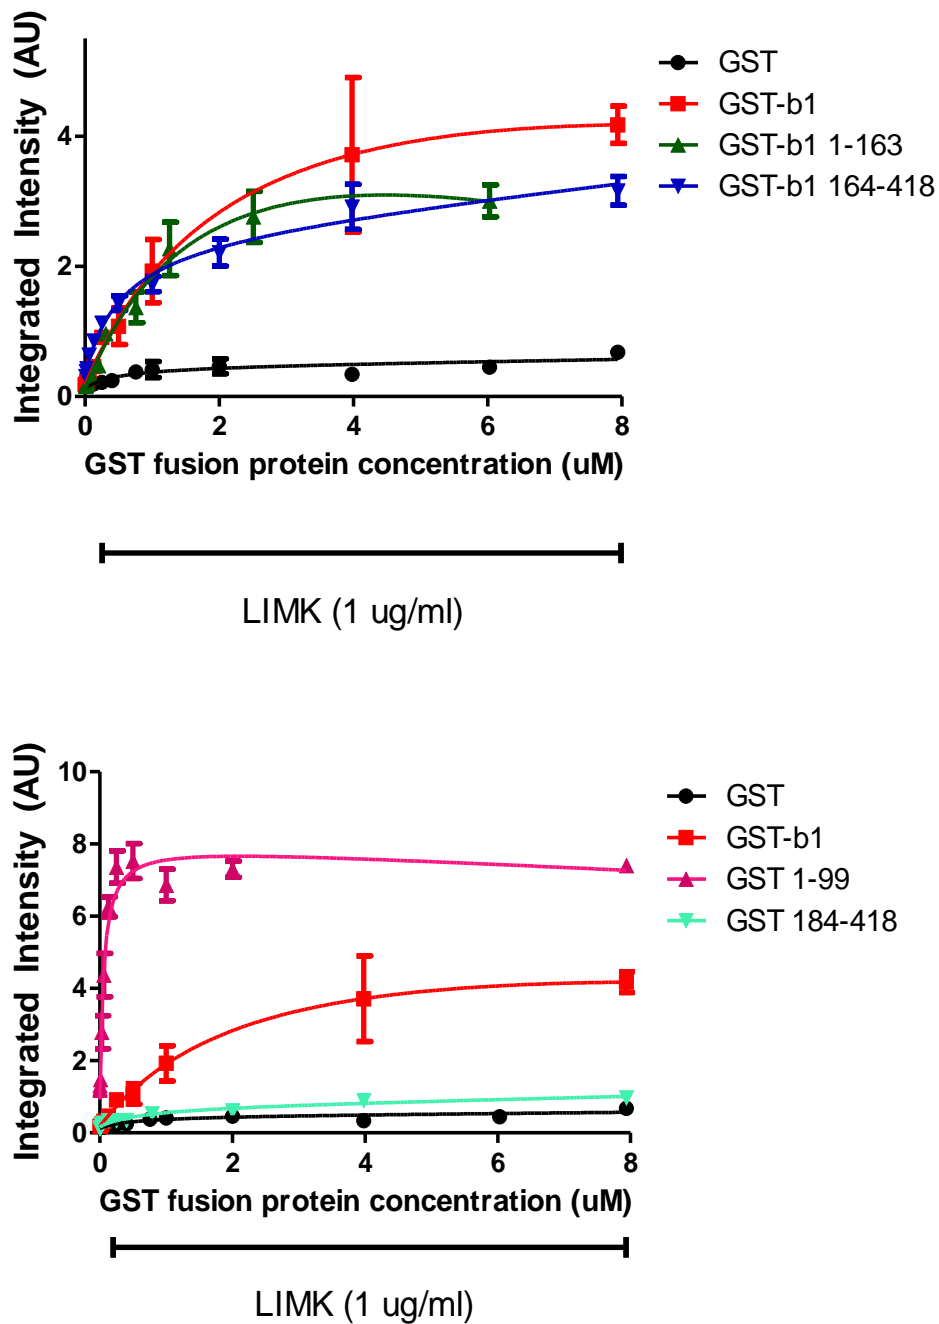 Integrated Intensity (AU)
4
2
0
0 2 4 6 8
GST fusion protein concentration (uM)
GST
GST-b1
GST-b1 1-163
GST-b1 164-418
LIMK (1 ug/ml)
Integrated Intensity (AU)
10
8
6
4
2
0
0 2 4 6 8
GST fusion protein concentration (uM)
GST
GST-b1
GST 1-99
GST 184-418
LIMK (1 ug/ml)